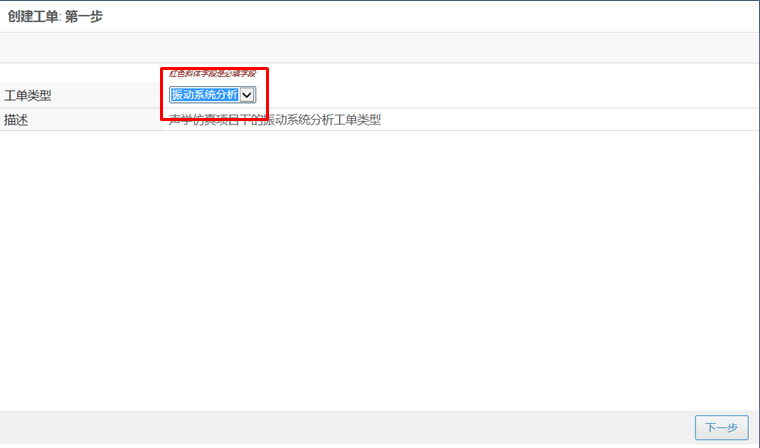 创建工单: 第一步
红色斜体字段是必填字段
工单类型
振动系统分析
描述
声学仿真项目下的振动系统分析工单类型
下一步